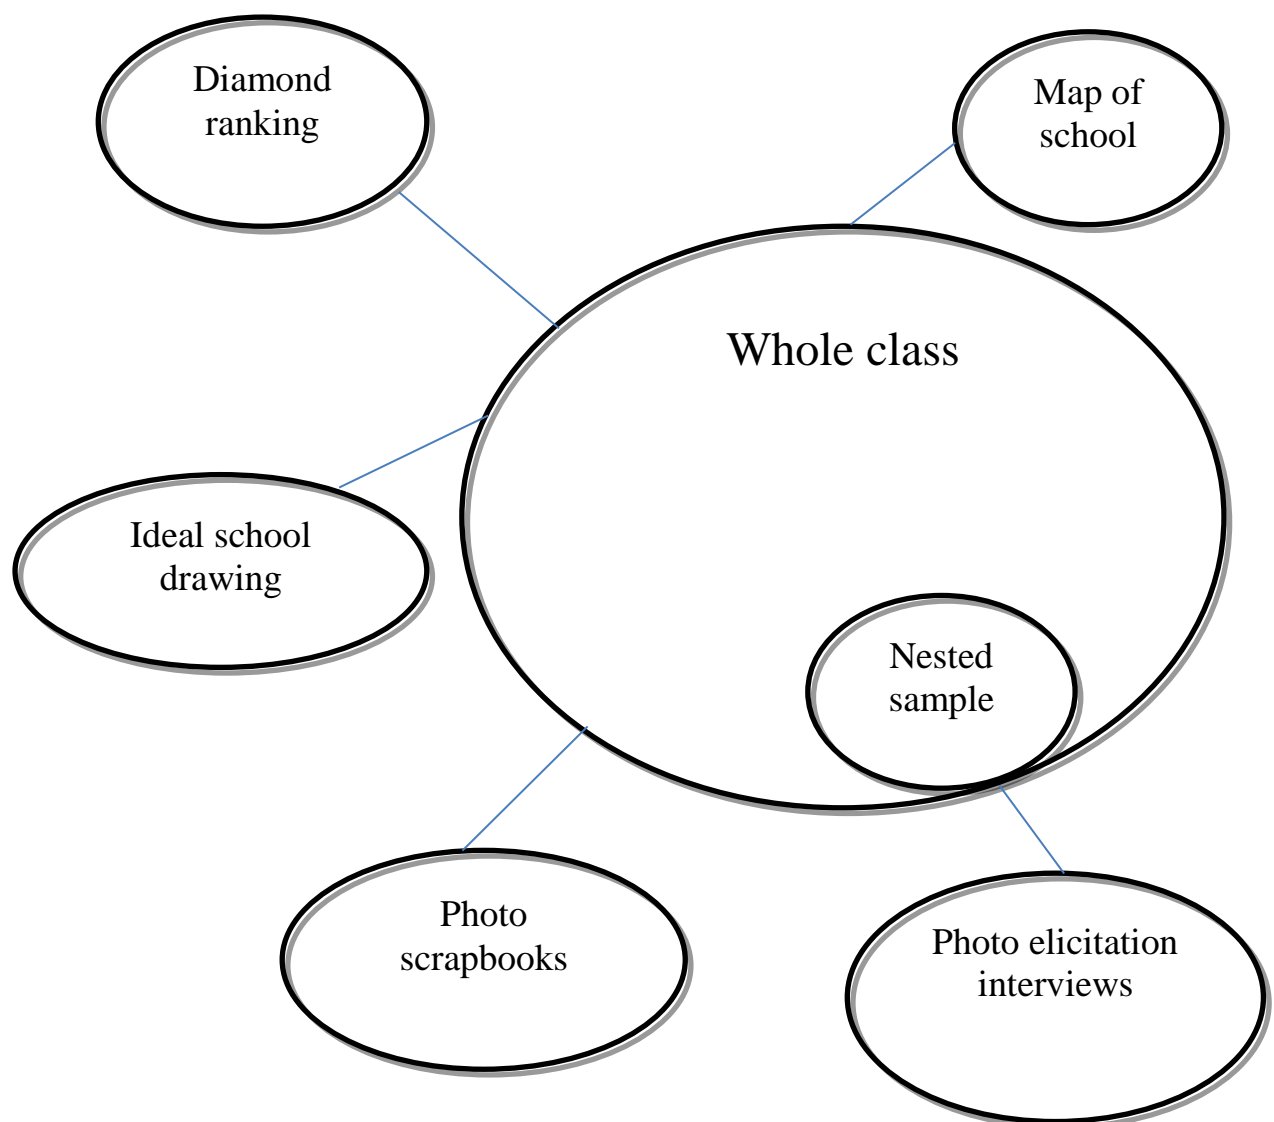 Diamond
ranking
Map of
school
Whole class
Ideal school
drawing
Nested
sample
Photo
scrapbooks
Photo elicitation
interviews